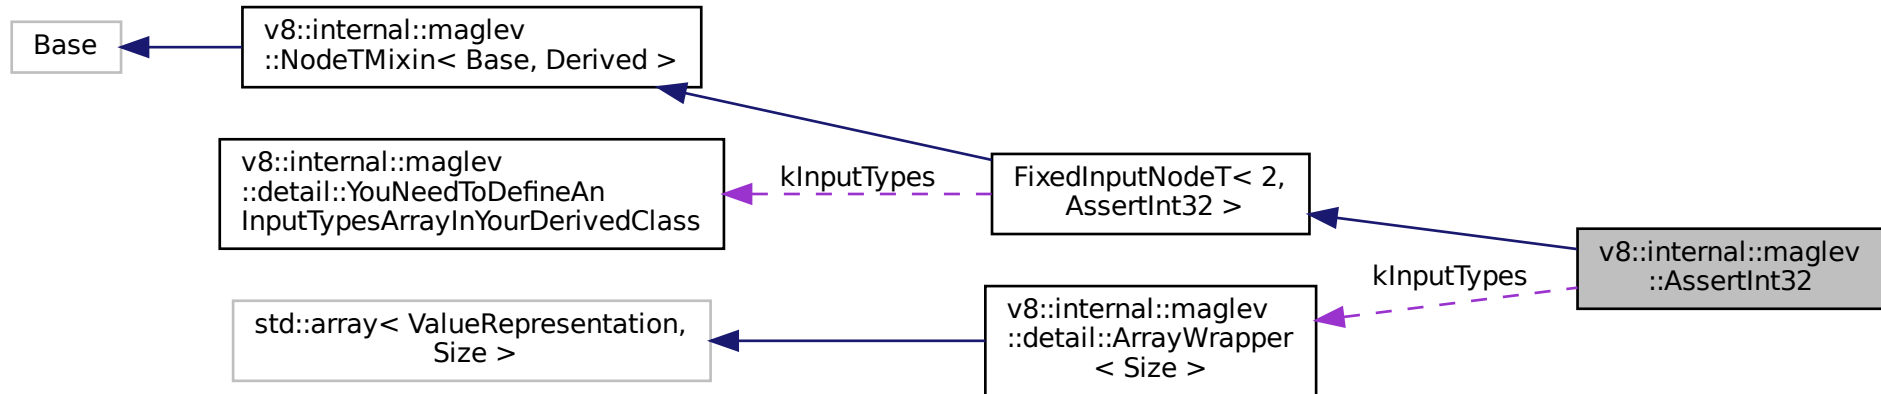 Base
v8::internal::maglev
::NodeTMixin< Base, Derived >
v8::internal::maglev
::detail::YouNeedToDefineAn
InputTypesArrayInYourDerivedClass
kInputTypes
FixedInputNodeT< 2,
AssertInt32 >
std::array< ValueRepresentation,
Size >
v8::internal::maglev
::detail::ArrayWrapper
< Size >
kInputTypes
v8::internal::maglev
::AssertInt32